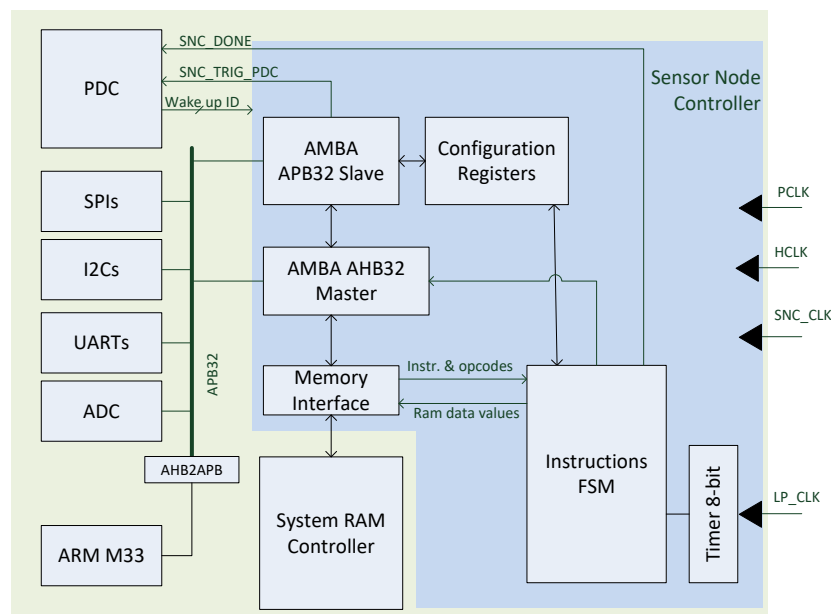 SNC_DONE
PDC
SNC_TRIG_PDC
Wake up ID
Sensor Node
Controller
AMBA
APB32 Slave
Configuration
Registers
SPIs
PCLK
I2Cs
AMBA AHB32
Master
HCLK
SNC_CLK
UARTs
APB32
Memory
Interface
Instr. & opcodes
Ram data values
ADC
AHB2APB
Instructions
FSM
Timer 8-bit
LP_CLK
System RAM
Controller
ARM M33